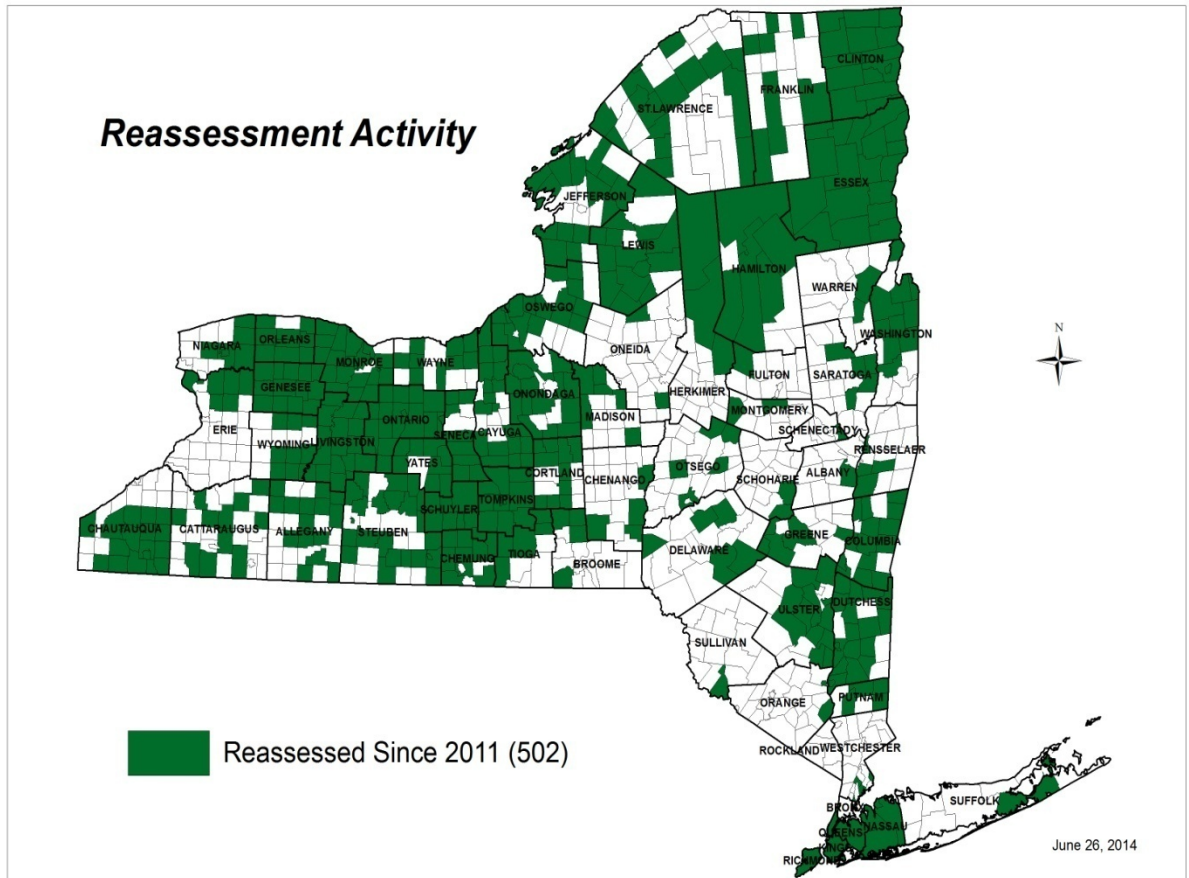 Reassessment Activity
CLINTON
FRANKLIN
ST.LAWRENCE
ESSEX
JEFFERSON
LEWIS
HAMILTON
WARREN
OSWEGO
WASHINGTON
N
NIAGARA
ORLEANS
MONROE
WAYNE
ONEIDA
FULTON
SARATOGA
GENESEE
ONONDAGA
HERKIMER
MADISON
MONTGOMERY
ERIE
WYOMING
LIVINGSTON
ONTARIO
SENECA
CAYUGA
SCHENECTADY
RENSSELAER
YATES
CORTLAND
CHENANGO
OTSEGO
SCHOHARIE
ALBANY
CHAUTAUQUA
CATTARAUGUS
ALLEGANY
STEUBEN
SCHUYLER
TOMPKINS
CHEMUNG
TIOGA
BROOME
DELAWARE
GREENE
COLUMBIA
ULSTER
DUTCHESS
SULLIVAN
ORANGE
PUTNAM
ROCKLAND
WESTCHESTER
Reassessed Since 2011 (502)
SUFFOLK
BRONX
QUEENS
NASSAU
KINGS
RICHMOND
June 26, 2014